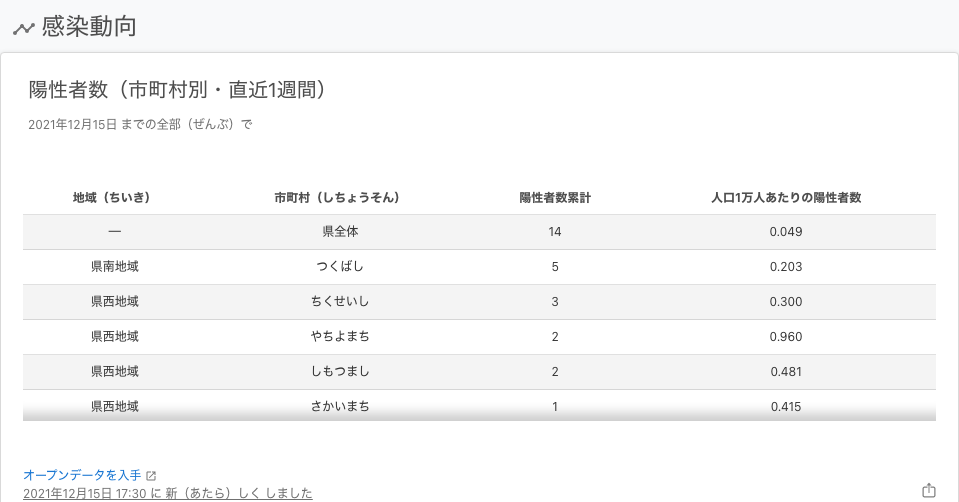 感染動向
陽性者数（市町村別・直近1週間）
2021年12月15日 までの全部（ぜんぶ）で
地域（ちいき） 市町村（しちょうそん） 陽性者数累計 人口1万人あたりの陽性者数
— 県全体 14 0.049
県南地域 つくばし 5 0.203
県西地域 ちくせいし 3 0.300
県西地域 やちよまち 2 0.960
県西地域 しもつまし 2 0.481
県西地域 さかいまち 1 0.415
オープンデータを入手
2021年12月15日 17:30 に 新（あたら）しく しました